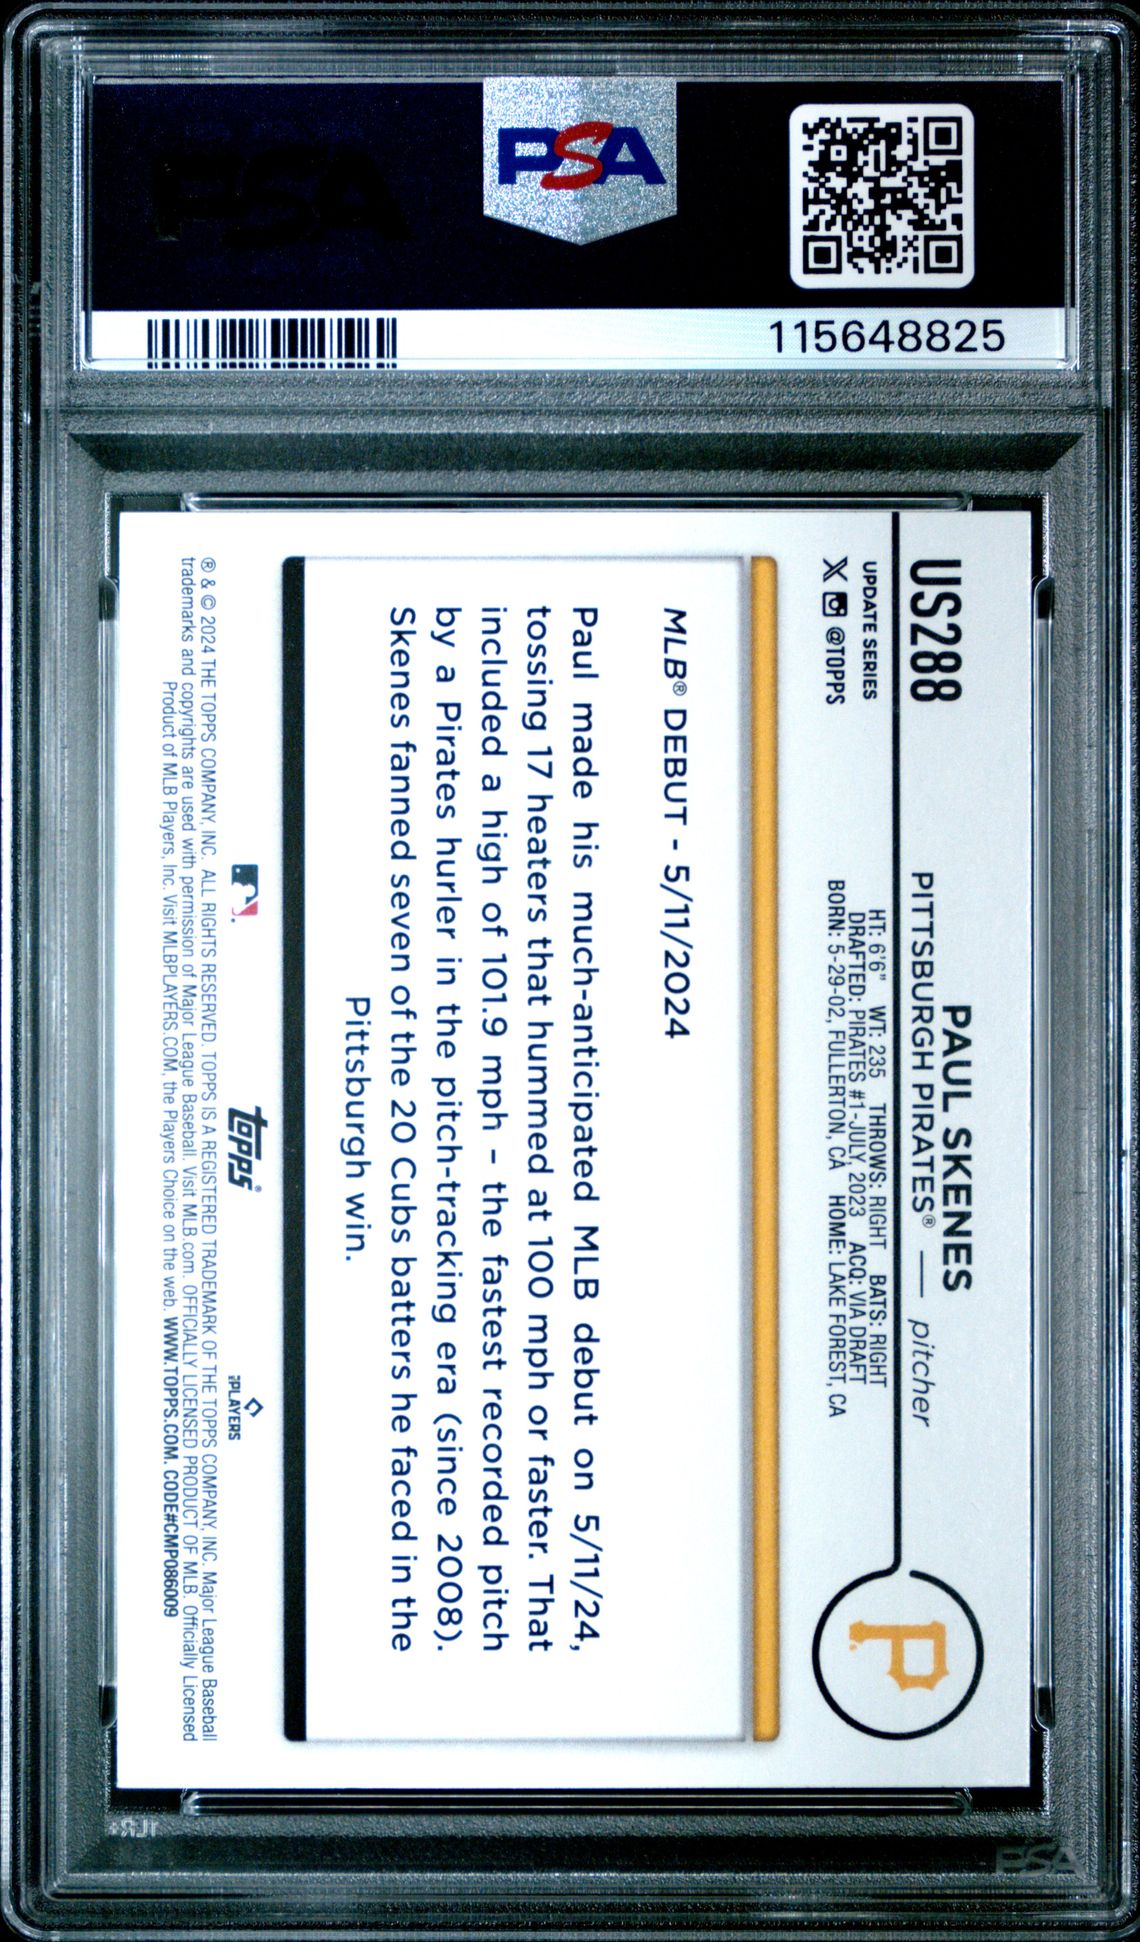 PSA
PSA
115648825
US288
UPDATE SERIES
@TOPPS
PAUL SKENES
PITTSBURGH PIRATES® — pitcher
HT: 6'6" WT: 235 THROWS: RIGHT BATS: RIGHT
DRAFTED: PIRATES #1-JULY, 2023 ACQ: VIA DRAFT
BORN: 5-29-02, FULLERTON, CA HOME: LAKE FOREST, CA
P
MLB® DEBUT - 5/11/2024
Paul made his much-anticipated MLB debut on 5/11/24,
tossing 17 heaters that hummed at 100 mph or faster. That
included a high of 101.9 mph – the fastest recorded pitch
by a Pirates hurler in the pitch-tracking era (since 2008).
Skenes fanned seven of the 20 Cubs batters he faced in the
Pittsburgh win.
topps®
PLAYERS
® & © 2024 THE TOPPS COMPANY, INC. ALL RIGHTS RESERVED. TOPPS IS A REGISTERED TRADEMARK OF THE TOPPS COMPANY, INC. Major League Baseball
trademarks and copyrights are used with permission of Major League Baseball. Visit MLB.com. OFFICIALLY LICENSED PRODUCT OF MLB. Officially Licensed
Product of MLB Players, Inc. Visit MLBPLAYERS.COM, the Players Choice on the web. WWW.TOPPS.COM. CODE#CMP086009
PSA